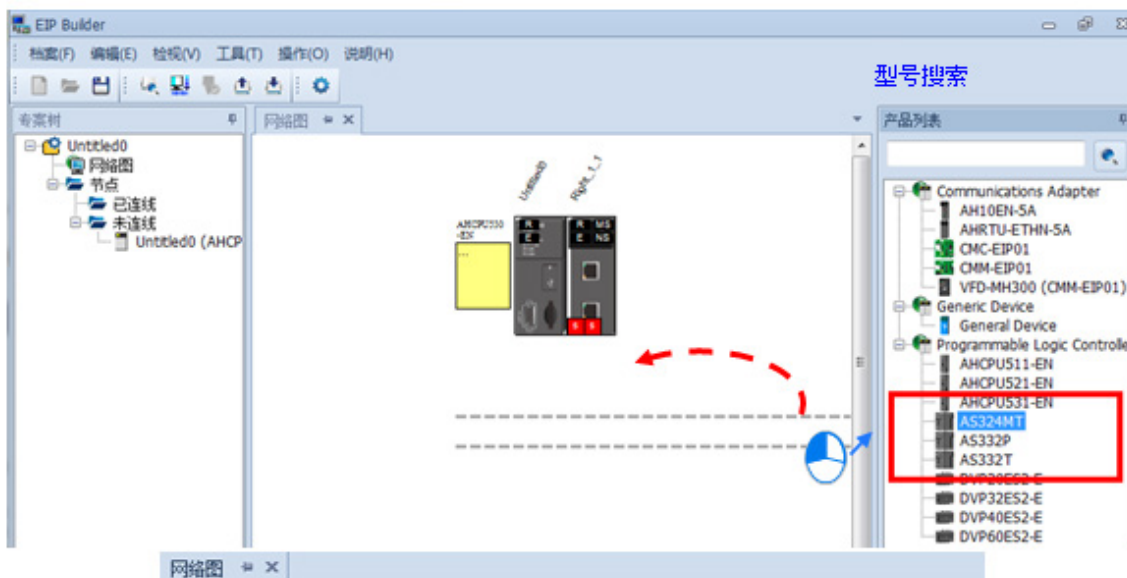 EIP Builder
档案(F) 编辑(E) 检视(V) 工具(T) 操作(O) 说明(H)
型号搜索
专案树
网络图
产品列表
Untitled0
网络图
节点
已连线
未连线
Untitled0 (AHCP
Untitled0
Right_1_1
AHCPU530
-EN
...
R
E
R MS
E NS
Communications Adapter
AH10EN-5A
AHRTU-ETHN-5A
CMC-EIP01
CMM-EIP01
VFD-MH300 (CMM-EIP01)
Generic Device
General Device
Programmable Logic Controlle
AHCPU511-EN
AHCPU521-EN
AHCPU531-EN
AS324MT
AS332P
AS332T
DVP20ES2-E
DVP32ES2-E
DVP40ES2-E
DVP60ES2-E
网络图